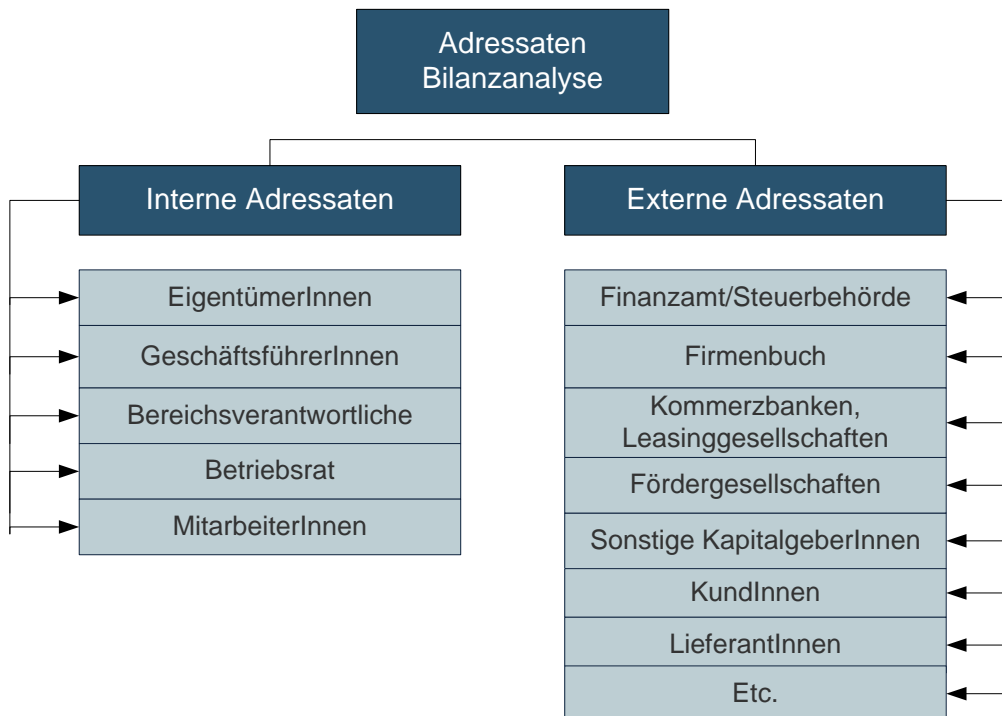 Adressaten
Bilanzanalyse
Interne Adressaten
EigentümerInnen
GeschäftsführerInnen
Bereichsverantwortliche
Betriebsrat
MitarbeiterInnen
Externe Adressaten
Finanzamt/Steuerbehörde
Firmenbuch
Kommerzbanken,
Leasinggesellschaften
Fördergesellschaften
Sonstige KapitalgeberInnen
KundInnen
LieferantInnen
Etc.